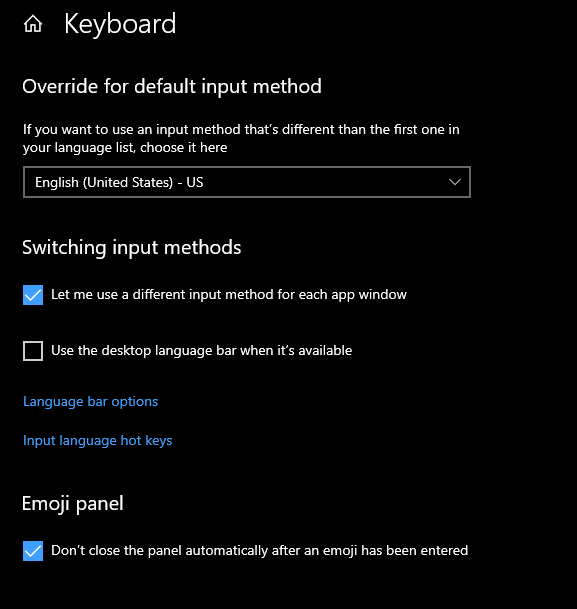 Keyboard
Override for default input method
If you want to use an input method that's different than the first one in
your language list, choose it here
English (United States) - US
Switching input methods
Let me use a different input method for each app window
Use the desktop language bar when it's available
Language bar options
Input language hot keys
Emoji panel
Don't close the panel automatically after an emoji has been entered